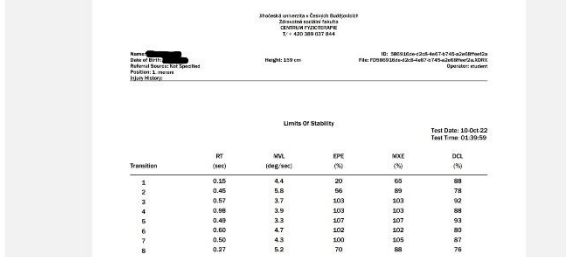 Jihočeská univerzita v Českých Budějovicích
Zdravotně sociální fakulta
CENTRUM FYZIOTERAPIE
T/ + 420 389 037 844
Name:
Date of Birth:
Referral Source: Not Specified
Position: 1. mereni
Injury History:
Height: 159 cm
Operator: student
Limits Of Stability
Test Date: 10-Oct-22
Test Time: 01:39:59
Transition RT (sec) MVL (deg/sec) EPE (%) MXE (%) DCL (%)
1 0.15 4.4 20 60 88
2 0.45 5.8 56 89 78
3 0.57 3.7 103 103 92
4 0.98 3.9 103 103 88
5 0.49 3.3 107 107 93
6 0.60 4.7 102 102 80
7 0.50 4.3 100 105 87
8 0.27 5.2 70 88 76